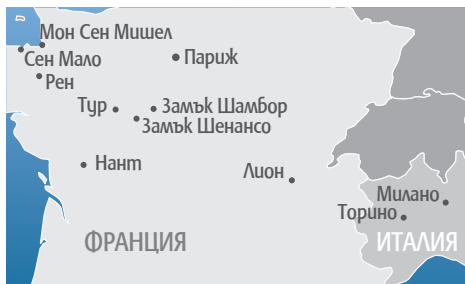 Мон Сен Мишел
Сен Мало
Париж
Рен
Тур
Замък Шамбор
Замък Шенансо
Нант
Лион
Милано
Торино
ФРАНЦИЯ
ИТАЛИЯ